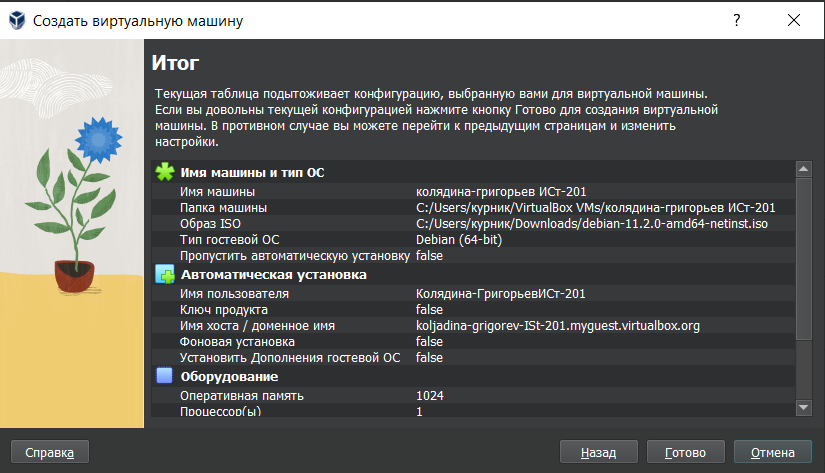 Создать виртуальную машину
?
Итог
Текущая таблица подытоживает конфигурацию, выбранную вами для виртуальной машины.
Если вы довольны текущей конфигурацией нажмите кнопку Готово для создания виртуальной
машины. В противном случае вы можете перейти к предыдущим страницам и изменить
настройки.
Имя машины и тип ОС
Имя машины колядина-григорьев ИСт-201
Папка машины C:/Users/курник/VirtualBox VMs/колядина-григорьев ИСт-201
Образ ISO C:/Users/курник/Downloads/debian-11.2.0-amd64-netinst.iso
Тип гостевой ОС Debian (64-bit)
Пропустить автоматическую установку false
Автоматическая установка
Имя пользователя Колядина-ГригорьевИСт-201
Ключ продукта false
Имя хоста / доменное имя koljadina-grigorev-ISt-201.myguest.virtualbox.org
Фоновая установка false
Установить Дополнения гостевой ОС false
Оборудование
Оперативная память 1024
Процессор(ы) 1
Справка Назад Готово Отмена